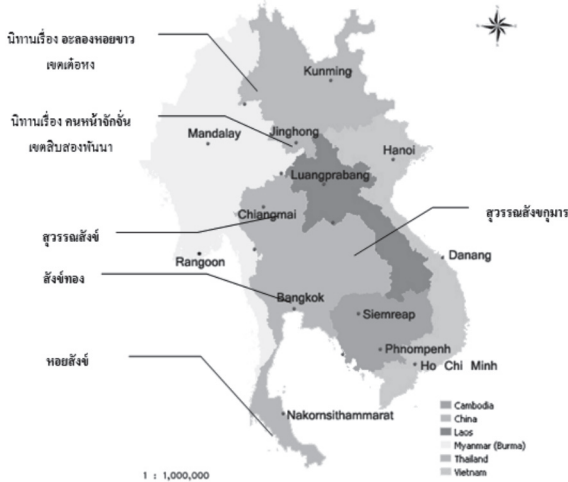 นิทานเรื่อง อะลองหอยขาว
เขตเต้อหง
Kunming
นิทานเรื่อง คนหน้าจักจั่น
เขตสิบสองพันนา
Mandalay
Jinghong
Hanoi
Luangprabang
Chiangmai
สุวรรณสังขกุมาร
สุวรรณสังข์
Rangoon
Danang
สังข์ทอง
Bangkok
Siemreap
Phnompenh
Ho Chi Minh
หอยสังข์
Nakornsithammarat
Cambodia
China
Laos
Myanmar (Burma)
Thailand
Vietnam
1 : 1,000,000